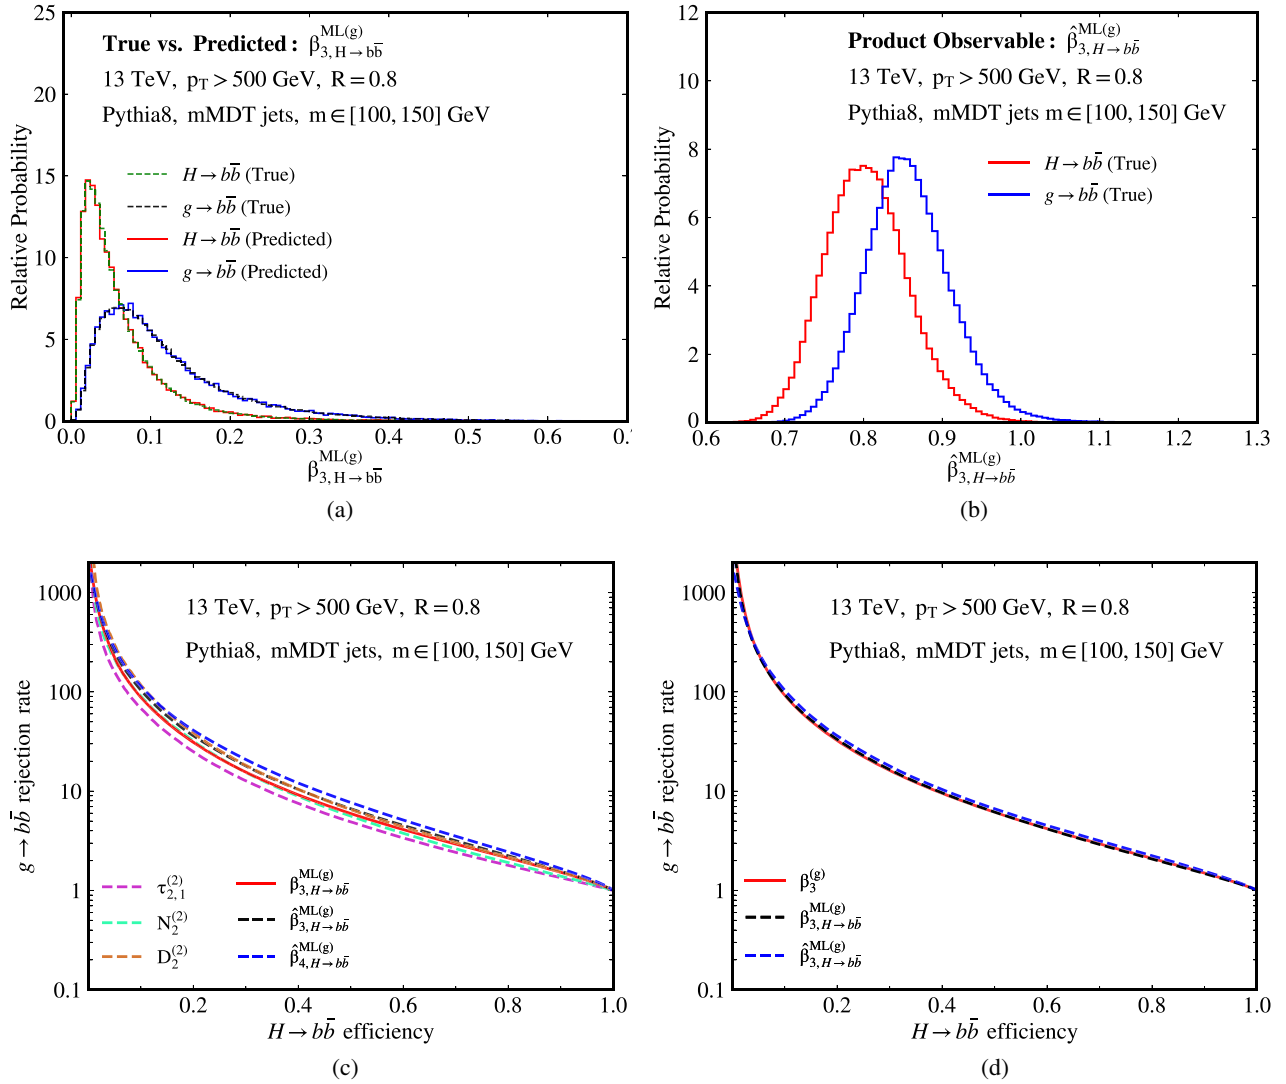 True vs. Predicted: β_{3, H→bb̅}^{ML(g)}
13 TeV, p_T > 500 GeV, R = 0.8
Pythia8, mMDT jets, m∈[100, 150] GeV
H→bb̅ (True)
g→bb̅ (True)
H→bb̅ (Predicted)
g→bb̅ (Predicted)
Relative Probability
25
20
15
10
5
0
0.0 0.1 0.2 0.3 0.4 0.5 0.6
β_{3, H→bb̅}^{ML(g)}
(a)
Product Observable: β̂_{3, H→bb̅}^{ML(g)}
13 TeV, p_T > 500 GeV, R = 0.8
Pythia8, mMDT jets m∈[100, 150] GeV
H→bb̅ (True)
g→bb̅ (True)
Relative Probability
12
10
8
6
4
2
0
0.6 0.7 0.8 0.9 1.0 1.1 1.2 1.3
β̂_{3, H→bb̅}^{ML(g)}
(b)
13 TeV, p_T > 500 GeV, R = 0.8
Pythia8, mMDT jets, m∈[100, 150] GeV
g→bb̅ rejection rate
1000
100
10
1
0.1
τ_{2,1}^{(2)}
N_2^{(2)}
D_2^{(2)}
β_{3, H→bb̅}^{ML(g)}
β̂_{3, H→bb̅}^{ML(g)}
β̂_{4, H→bb̅}^{ML(g)}
0.2 0.4 0.6 0.8 1.0
H→bb̅ efficiency
(c)
13 TeV, p_T > 500 GeV, R = 0.8
Pythia8, mMDT jets, m∈[100, 150] GeV
g→bb̅ rejection rate
1000
100
10
1
0.1
β_3^{(g)}
β_{3, H→bb̅}^{ML(g)}
β̂_{3, H→bb̅}^{ML(g)}
0.2 0.4 0.6 0.8 1.0
H→bb̅ efficiency
(d)